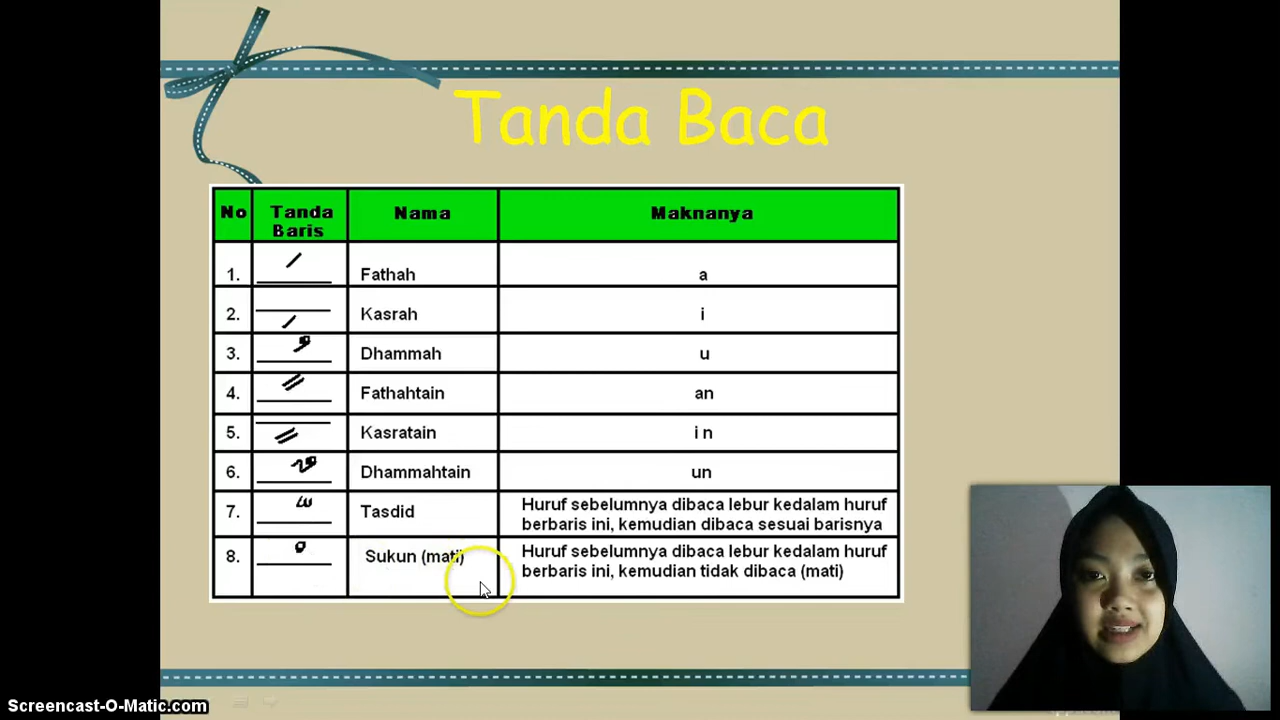 Tanda Baca
No Tanda Baris Nama Maknanya
1. Fathah a
2. Kasrah i
3. Dhammah u
4. Fathahtain an
5. Kasratain i n
6. Dhammahtain un
7. Tasdid Huruf sebelumnya dibaca lebur kedalam huruf
berbaris ini, kemudian dibaca sesuai barisnya
8. Sukun (mati) Huruf sebelumnya dibaca lebur kedalam huruf
berbaris ini, kemudian tidak dibaca (mati)
Screencast-O-Matic.com